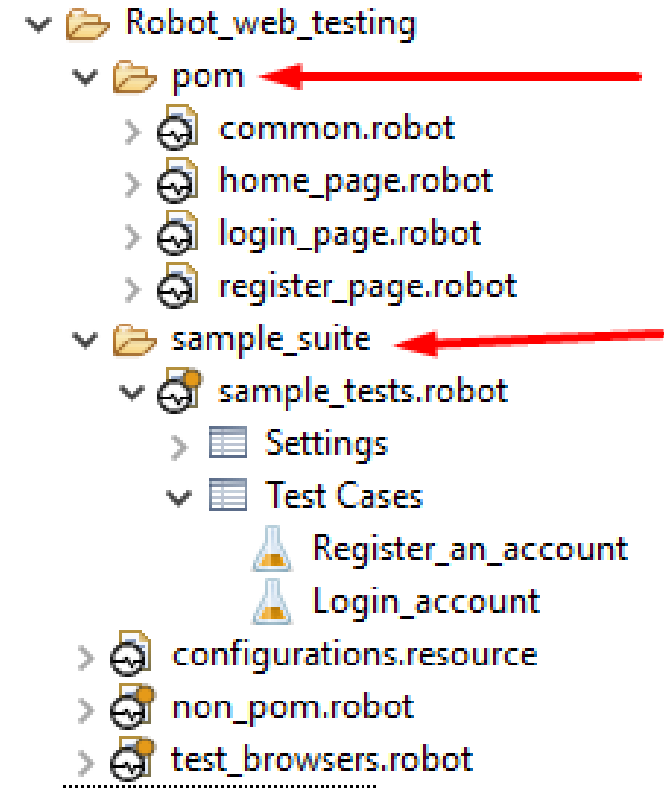 Robot_web_testing
pom
common.robot
home_page.robot
login_page.robot
register_page.robot
sample_suite
sample_tests.robot
Settings
Test Cases
Register_an_account
Login_account
configurations.resource
non_pom.robot
test_browsers.robot